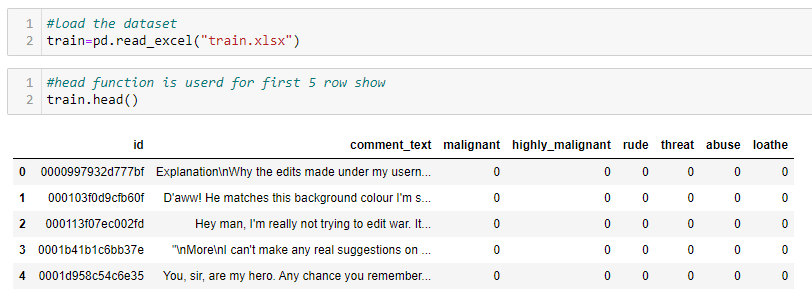 1 #load the dataset
2 train=pd.read_excel("train.xlsx")
1 #head function is userd for first 5 row show
2 train.head()
id comment_text malignant highly_malignant rude threat abuse loathe
0 0000997932d777bf Explanation\nWhy the edits made under my usern... 0 0 0 0 0 0
1 000103f0d9cfb60f D'aww! He matches this background colour I'm s... 0 0 0 0 0 0
2 000113f07ec002fd Hey man, I'm really not trying to edit war. It... 0 0 0 0 0 0
3 0001b41b1c6bb37e "\nMore\nI can't make any real suggestions on ... 0 0 0 0 0 0
4 0001d958c54c6e35 You, sir, are my hero. Any chance you remember... 0 0 0 0 0 0